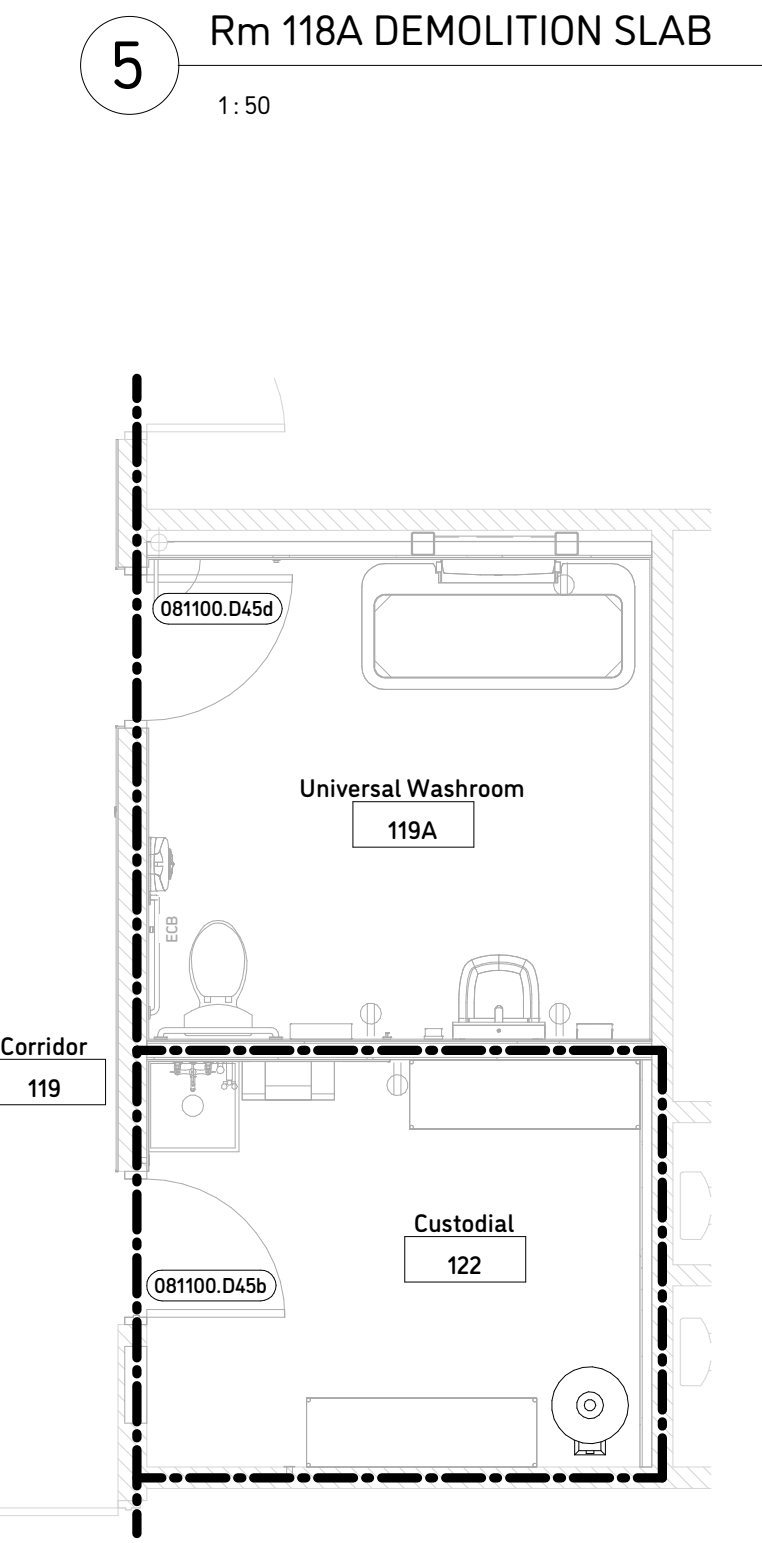 5
Rm 118A DEMOLITION SLAB
1 : 50
081100.D45d
Universal Washroom
119A
ECB
Corridor
119
Custodial
122
081100.D45b